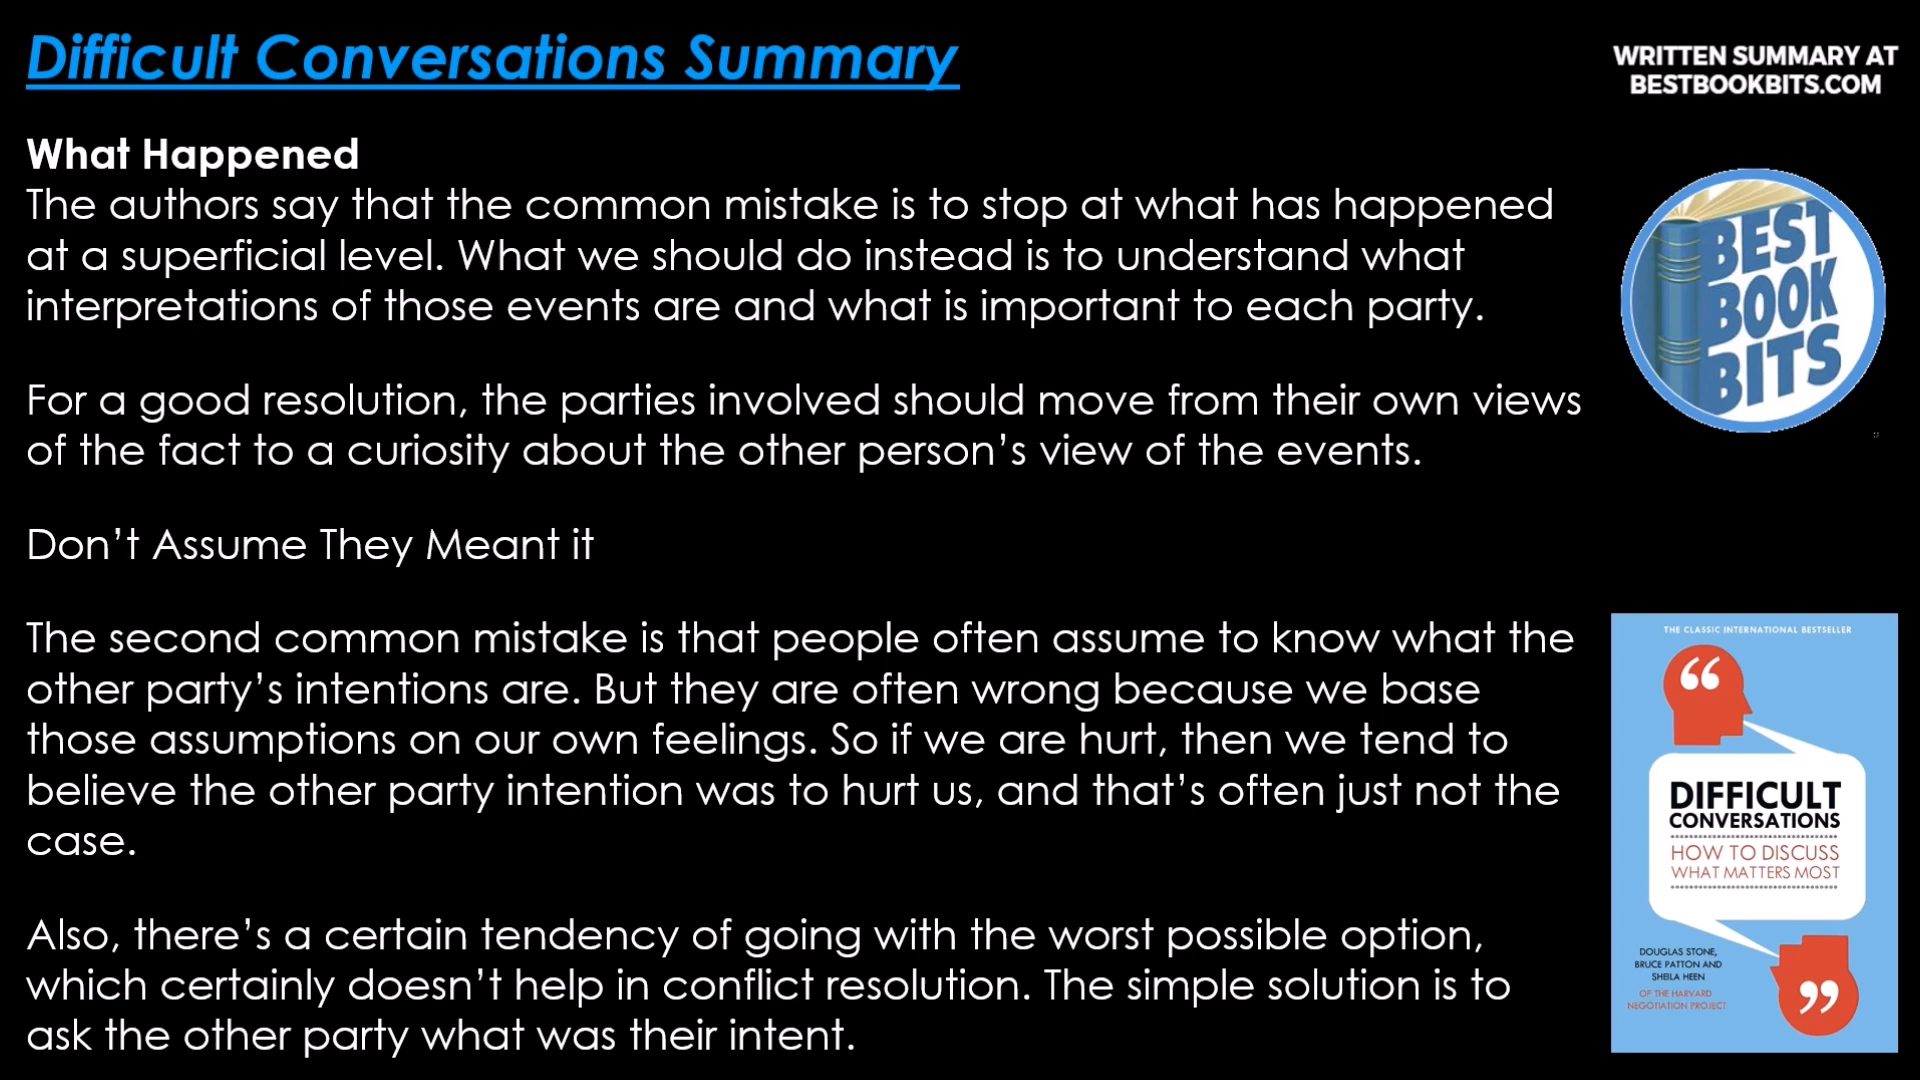 Difficult Conversations Summary
WRITTEN SUMMARY AT
BESTBOOKBITS.COM
What Happened
The authors say that the common mistake is to stop at what has happened
at a superficial level. What we should do instead is to understand what
interpretations of those events are and what is important to each party.
For a good resolution, the parties involved should move from their own views
of the fact to a curiosity about the other person’s view of the events.
Don’t Assume They Meant it
The second common mistake is that people often assume to know what the
other party’s intentions are. But they are often wrong because we base
those assumptions on our own feelings. So if we are hurt, then we tend to
believe the other party intention was to hurt us, and that’s often just not the
case.
Also, there’s a certain tendency of going with the worst possible option,
which certainly doesn’t help in conflict resolution. The simple solution is to
ask the other party what was their intent.
BEST
BOOK
BITS
THE CLASSIC INTERNATIONAL BESTSELLER
“
DIFFICULT
CONVERSATIONS
HOW TO DISCUSS
WHAT MATTERS MOST
DOUGLAS STONE,
BRUCE PATTON AND
SHEILA HEEN
OF THE HARVARD
NEGOTIATION PROJECT
”